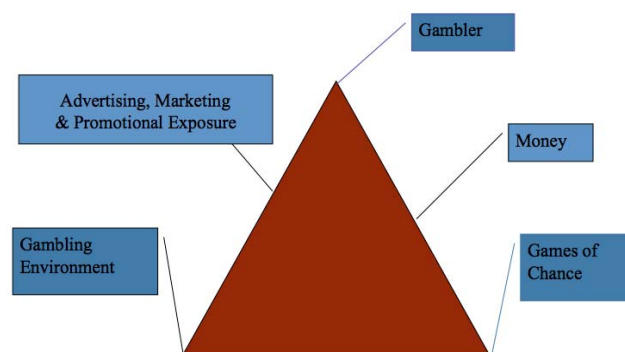 Gambler
Advertising, Marketing
& Promotional Exposure
Money
Gambling
Environment
Games of
Chance